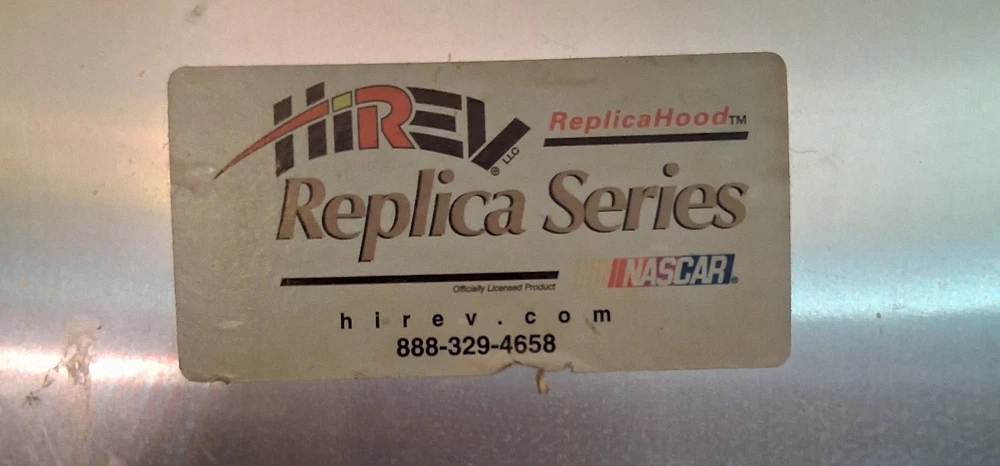 HiREV® LLC
ReplicaHood™
Replica Series
NASCAR®
Officially Licensed Product
hirev.com
888-329-4658